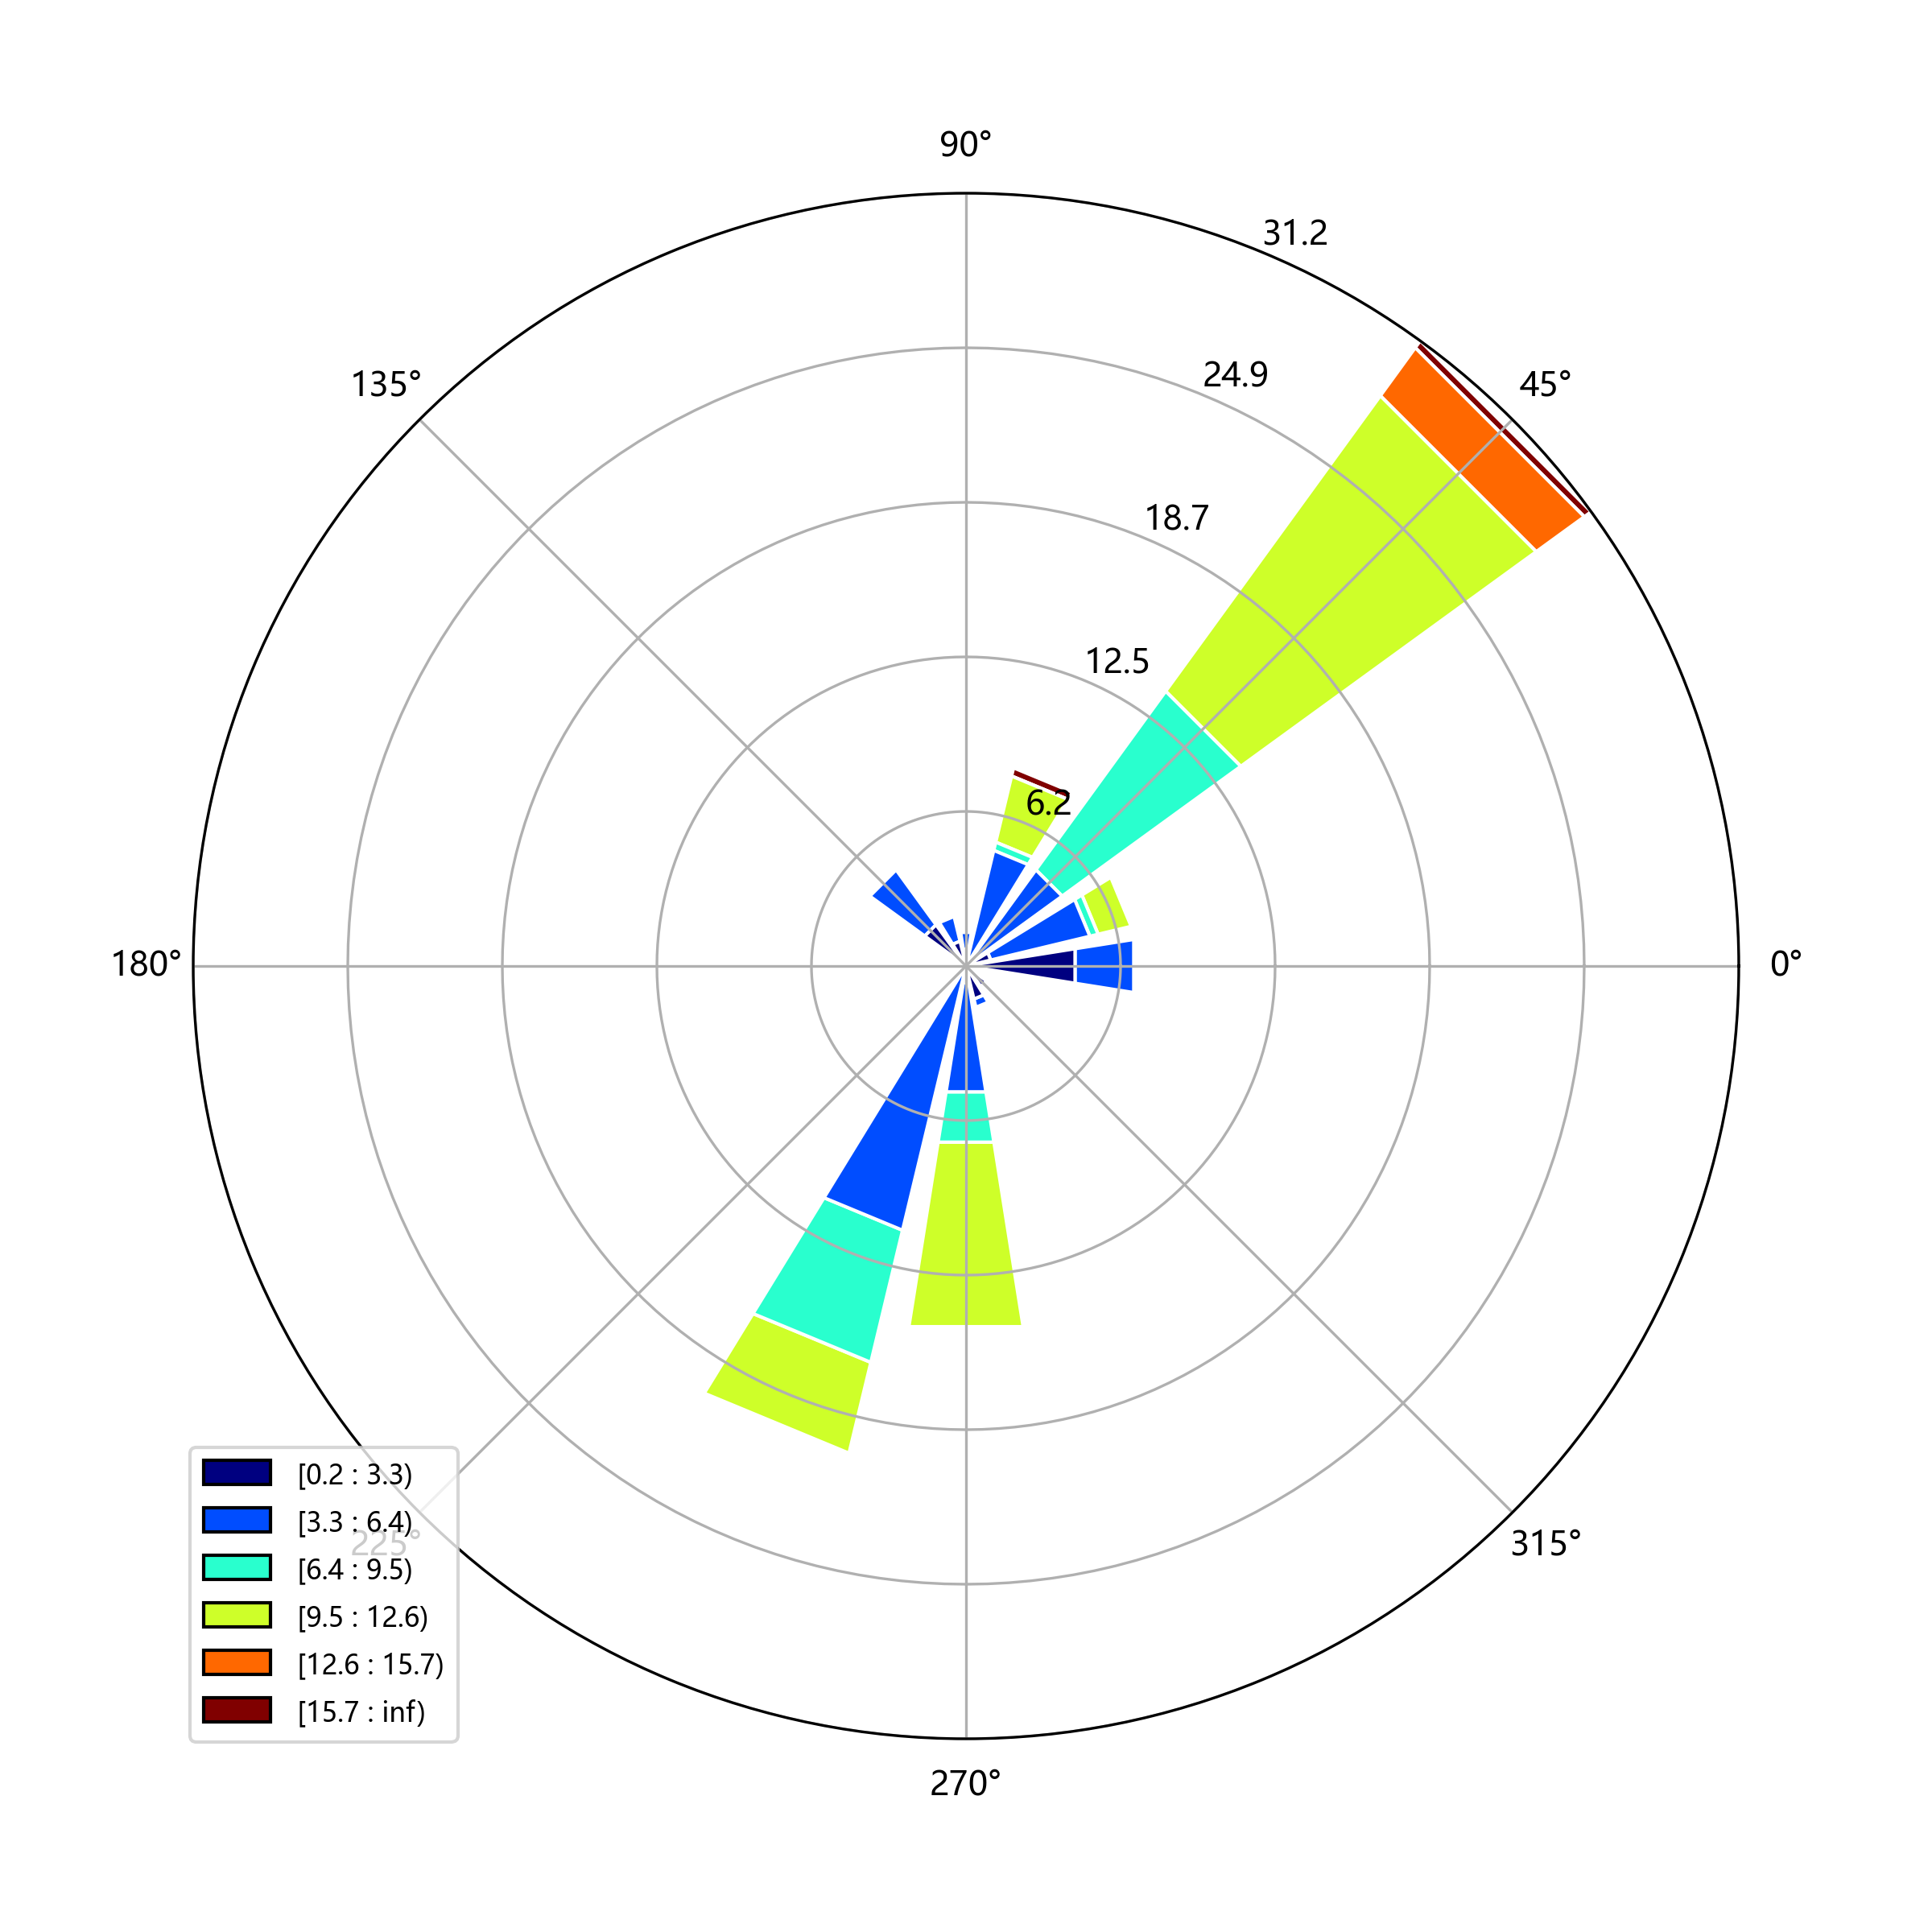 90°
31.2
135°
24.9
45°
18.7
12.5
6.2
180°
0°
[0.2 : 3.3)
[3.3 : 6.4)
225°
315°
[6.4 : 9.5)
[9.5 : 12.6)
[12.6 : 15.7)
[15.7 : inf)
270°